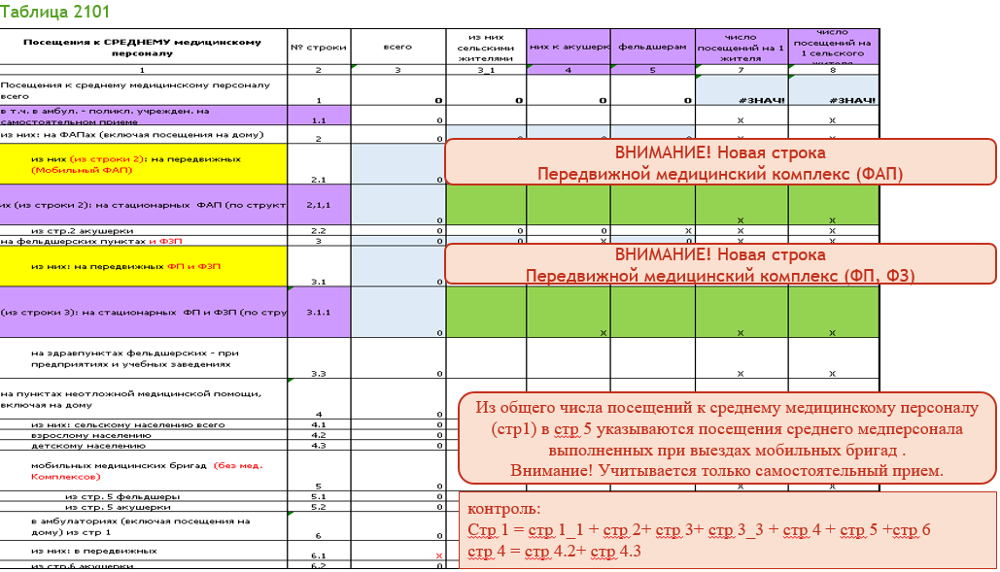 Таблица 2101
Посещения к СРЕДНЕМУ медицинскому персоналу № строки всего из них сельскими жителями них к акушерк фельдшерам число посещений на 1 жителя число посещений на 1 сельского жителя
1 2 3 3_1 4 5 7 8
Посещения к среднему медицинскому персоналу
всего 1 0 0 0 0 #ЗНАЧ! #ЗНАЧ!
в т.ч. в амбул. - поликл. учрежден. на
самостоятельном приеме 1.1 0 X X
из них: на ФАПах (включая посещения на дому) 2 0 0 0 0
ВНИМАНИЕ! Новая строка
Передвижной медицинский комплекс (ФАП)
из них (из строки 2): на передвижных
(Мобильный ФАП) 2.1 0
их (из строки 2): на стационарных ФАП (по структ 2,1,1 0 X X
из стр.2 акушерки 2.2 0 0 0 X X X
на фельдшерских пунктах и ФЗП 3 0 0 X 0 X X
ВНИМАНИЕ! Новая строка
Передвижной медицинский комплекс (ФП, ФЗ)
из них: на передвижных ФП и ФЗП 3.1 0
(из строки 3): на стационарных ФП и ФЗП (по стру 3.1.1 0 X X X
на здравпунктах фельдшерских - при
предприятиях и учебных заведениях 3.3 0 X X
на пунктах неотложной медицинской помощи,
включая на дому 4 0
из них: сельскому населению всего 4.1 0
взрослому населению 4.2 0
детскому населению 4.3 0
Из общего числа посещений к среднему медицинскому персоналу
(стр1) в стр 5 указываются посещения среднего медперсонала
выполненных при выездах мобильных бригад .
Внимание! Учитывается только самостоятельный прием.
мобильных медицинских бригад (без мед.
Комплексов) 5 0 X X
из стр. 5 фельдшеры 5.1 0
из стр. 5 акушерки 5.2 0
в амбулаториях (включая посещения на
дому) из стр 1 6 0
из них: в передвижных 6.1 X
из стр.6 акушерки 6.2 0
контроль:
Стр 1 = стр 1_1 + стр 2+ стр 3+ стр 3_3 + стр 4 + стр 5 +стр 6
стр 4 = стр 4.2+ стр 4.3